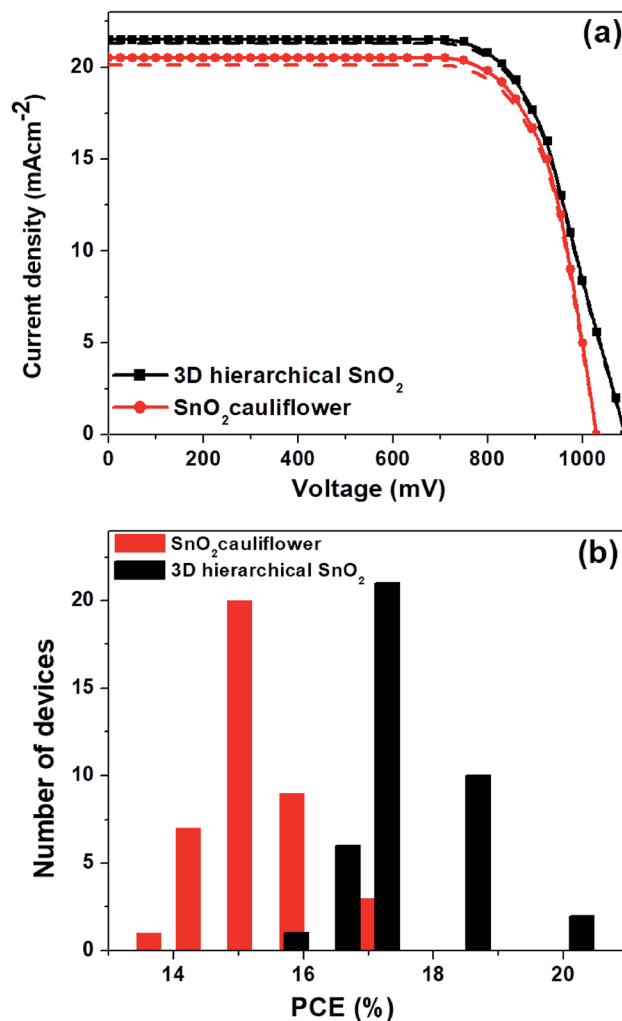 (a)
20
15
10
5
0
Current density (mAcm⁻²)
3D hierarchical SnO₂
SnO₂cauliflower
0 200 400 600 800 1000
Voltage (mV)
(b)
SnO₂cauliflower
3D hierarchical SnO₂
20
15
10
5
0
Number of devices
14 16 18 20
PCE (%)